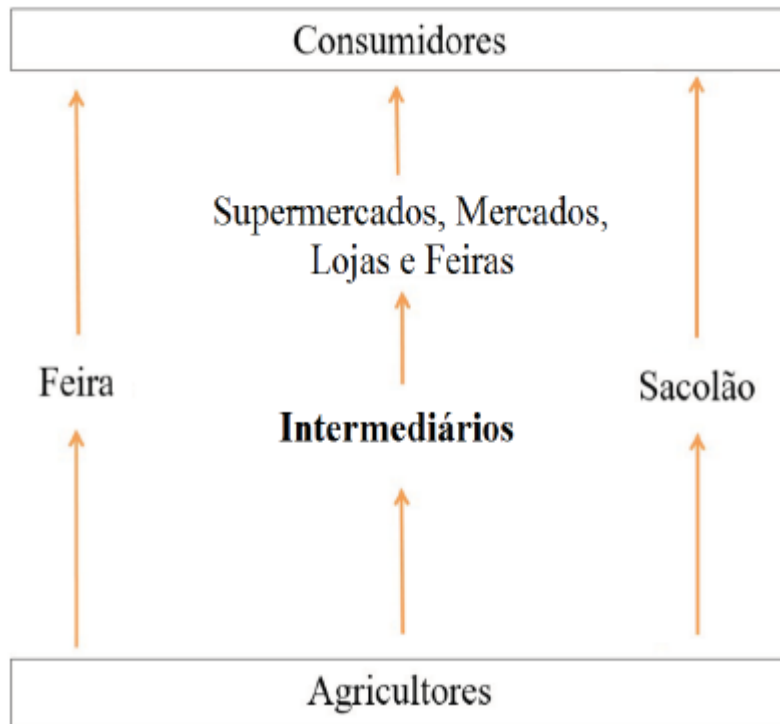 Consumidores
Supermercados, Mercados,
Lojas e Feiras
Feira
Sacolão
Intermediários
Agricultores